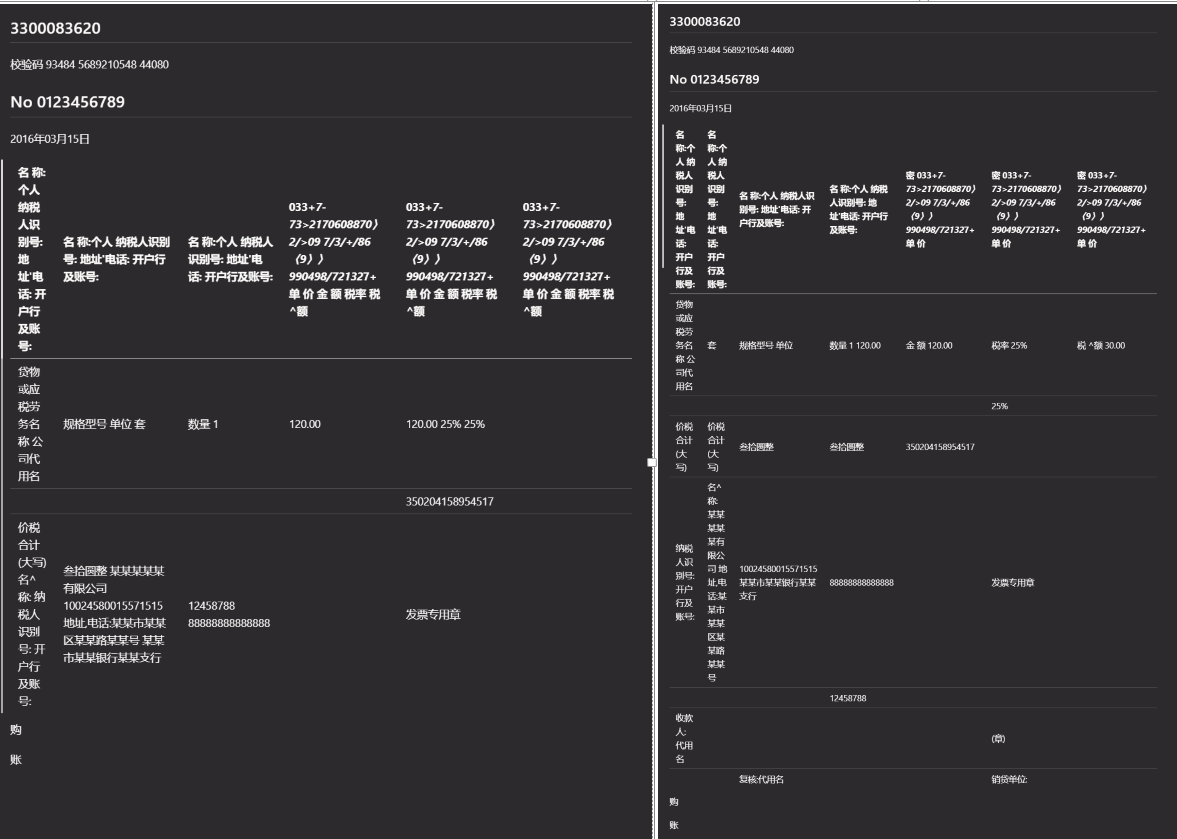 3300083620
校验码 93484 5689210548 44080
No 0123456789
2016年03月15日
名 称:
个人
纳税
人识
别号:
地
址'电
话: 开
户行
及账
号:
名 称:个人 纳税人识别
号: 地址'电话: 开户行
及账号:
名 称:个人 纳税人
识别号: 地址'电
话: 开户行及账号:
033+7-
73>2170608870）
2/>09 7/3/+/86
（9））
990498/721327+
单 价 金 额 税率 税
^额
033+7-
73>2170608870）
2/>09 7/3/+/86
（9））
990498/721327+
单 价 金 额 税率 税
^额
033+7-
73>2170608870）
2/>09 7/3/+/86
（9））
990498/721327+
单 价 金 额 税率 税
^额
贷物
或应
税劳
务名
称 公
司代
用名
规格型号 单位 套
数量 1
120.00
120.00 25% 25%
350204158954517
价税
合计
(大写)
名^
称: 纳
税人
识别
号: 开
户行
及账
号:
叁拾圆整 某某某某某
有限公司
10024580015571515
地址,电话:某某市某某
区某某路某某号 某某
市某某银行某某支行
12458788
88888888888888
发票专用章
购
账
3300083620
校验码 93484 5689210548 44080
No 0123456789
2016年03月15日
名
称:个
人 纳
税人
识别
号:
地
址'电
话:
开户
行及
账号:
名
称:个
人 纳
税人
识别
号:
地
址'电
话:
开户
行及
账号:
名 称:个人 纳税人识
别号: 地址'电话: 开
户行及账号:
名 称:个人 纳税
人识别号: 地
址'电话: 开户行
及账号:
密 033+7-
73>2170608870）
2/>09 7/3/+/86
（9））
990498/721327+
单 价
密 033+7-
73>2170608870）
2/>09 7/3/+/86
（9））
990498/721327+
单 价
密 033+7-
73>2170608870）
2/>09 7/3/+/86
（9））
990498/721327+
单 价
货物
或应
税劳
务名
称 公
司代
用名
套
规格型号 单位
数量 1 120.00
金 额 120.00
税率 25%
税 ^额 30.00
25%
价税
合计
(大
写)
价税
合计
(大
写)
叁拾圆整
叁拾圆整
350204158954517
纳税
人识
别号:
开户
行及
账号:
名^
称:
某某
某某
某有
限公
司 地
址,电
话:某
某市
某某
区某
某路
某某
号
10024580015571515
某某市某某银行某某
支行
88888888888888
发票专用章
12458788
收款
人:
代用
名
(章)
复核:代用名
销货单位:
购
账